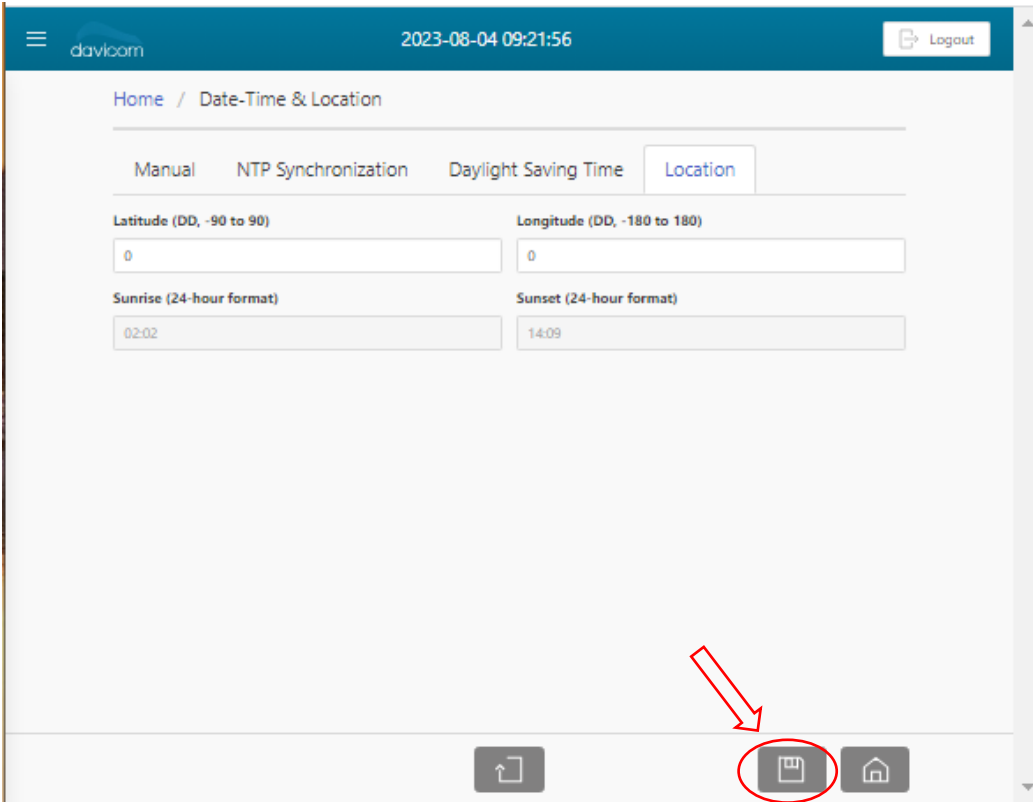 davicom
2023-08-04 09:21:56
Logout
Home / Date-Time & Location
Manual NTP Synchronization Daylight Saving Time Location
Latitude (DD, -90 to 90) Longitude (DD, -180 to 180)
0 0
Sunrise (24-hour format) Sunset (24-hour format)
02:02 14:09